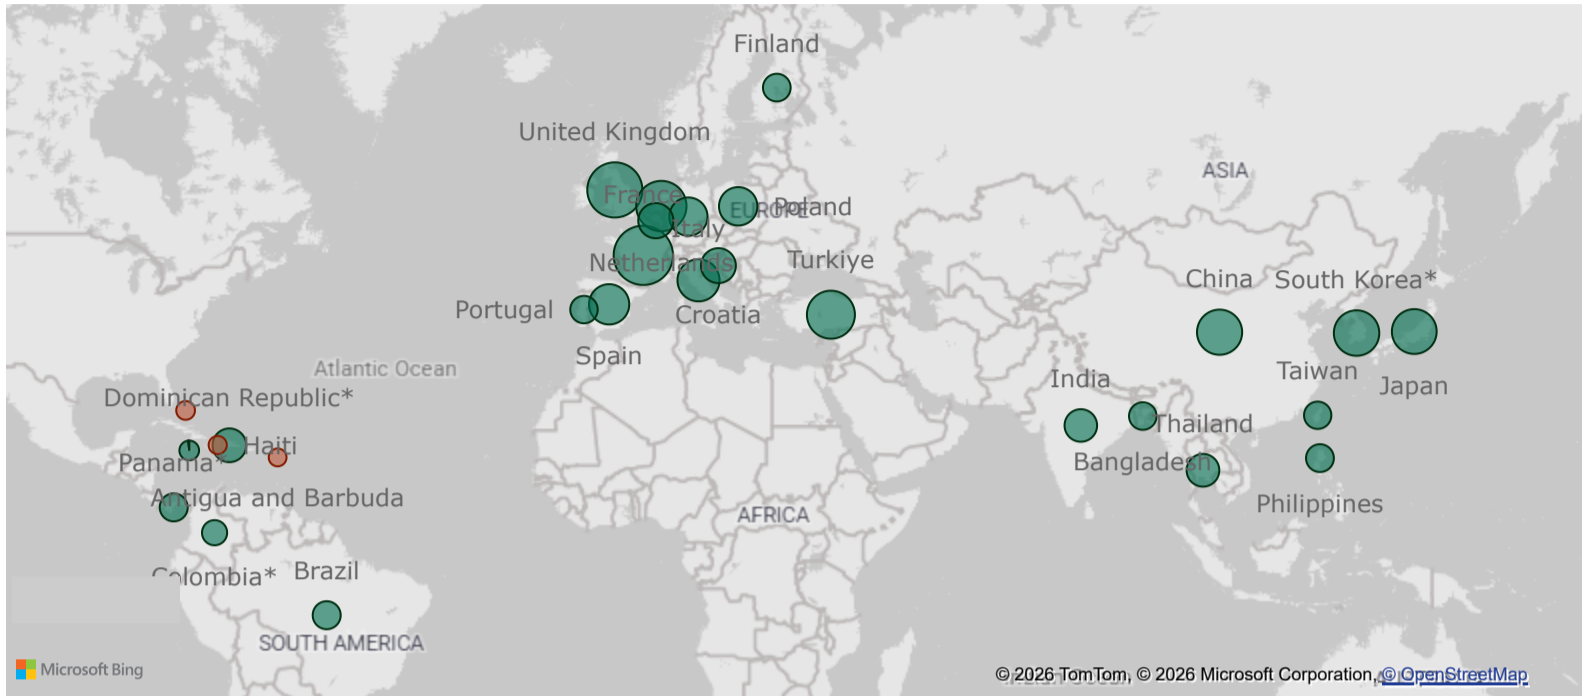 Finland
United Kingdom
ASIA
France
EUROPE
Poland
Italy
Netherlands
Turkiye
China
South Korea*
Portugal
Croatia
Spain
Atlantic Ocean
India
Taiwan
Japan
Dominican Republic*
Thailand
Haiti
Panama*
Bangladesh
Antigua and Barbuda
Philippines
AFRICA
Colombia*
Brazil
SOUTH AMERICA
Microsoft Bing
© 2026 TomTom, © 2026 Microsoft Corporation, © OpenStreetMap